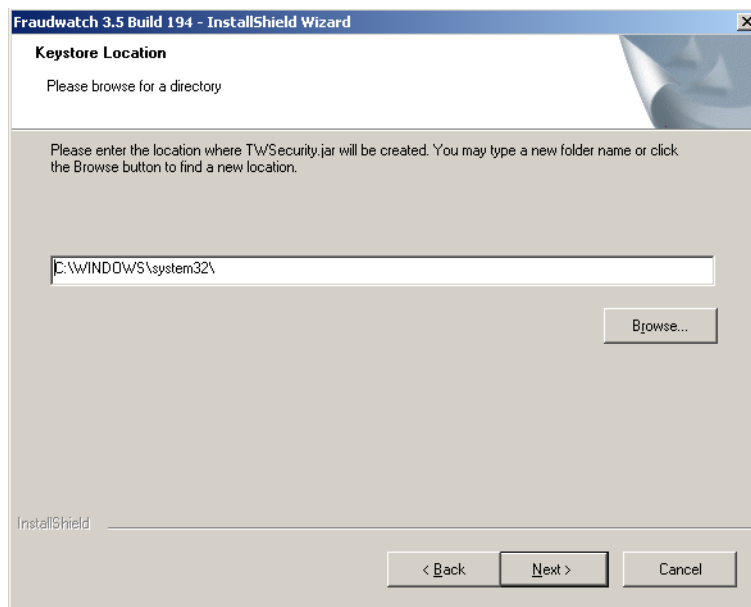 Fraudwatch 3.5 Build 194 - InstallShield Wizard
Keystore Location
Please browse for a directory
Please enter the location where TWSecurity.jar will be created. You may type a new folder name or click
the Browse button to find a new location.
C:\WINDOWS\system32\
Browse...
InstallShield
< Back
Next >
Cancel